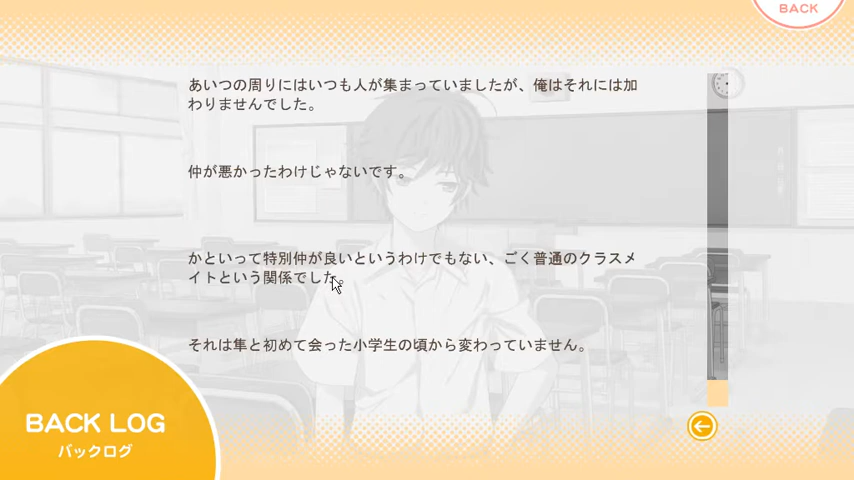 BACK
あいつの周りにはいつも人が集まっていましたが、俺はそれには加
わりませんでした。
仲が悪かったわけじゃないです。
かといって特別仲が良いというわけでもない、ごく普通のクラスメ
イトという関係でした。
それは隼と初めて会った小学生の頃から変わっていません。
BACK LOG
バックログ